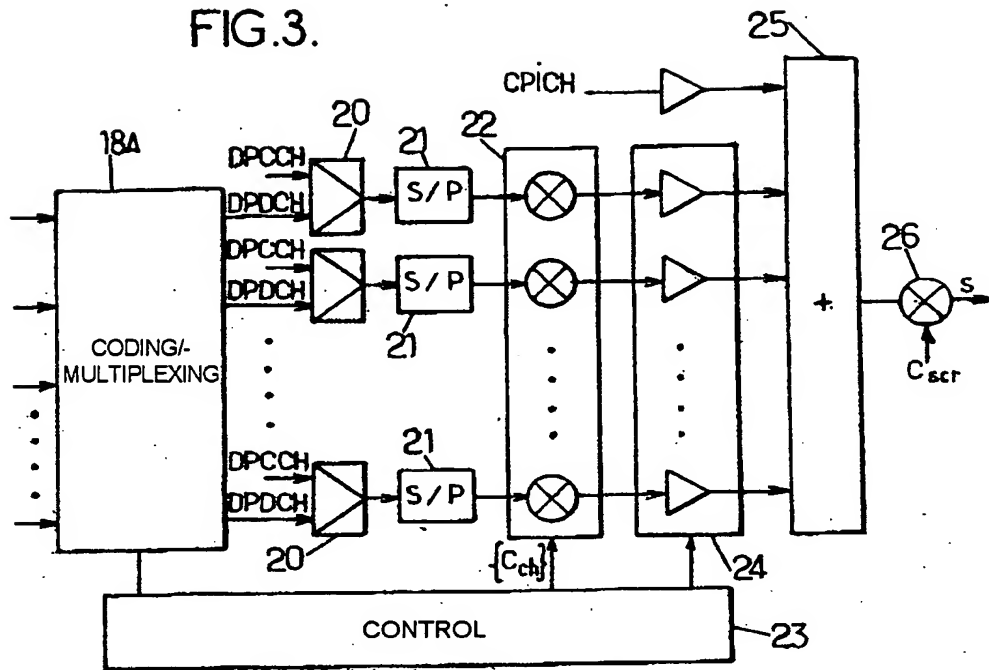 FIG.3.
25
CPICH
20
22
18A
21
26
DPCCH
S/P
DPDCH
S
DPCCH
S/P
DPDCH
+
21
CODING/-
MULTIPLEXING
Cscr
21
DPCCH
S/P
DPDCH
20
{Cch}
24
CONTROL
23